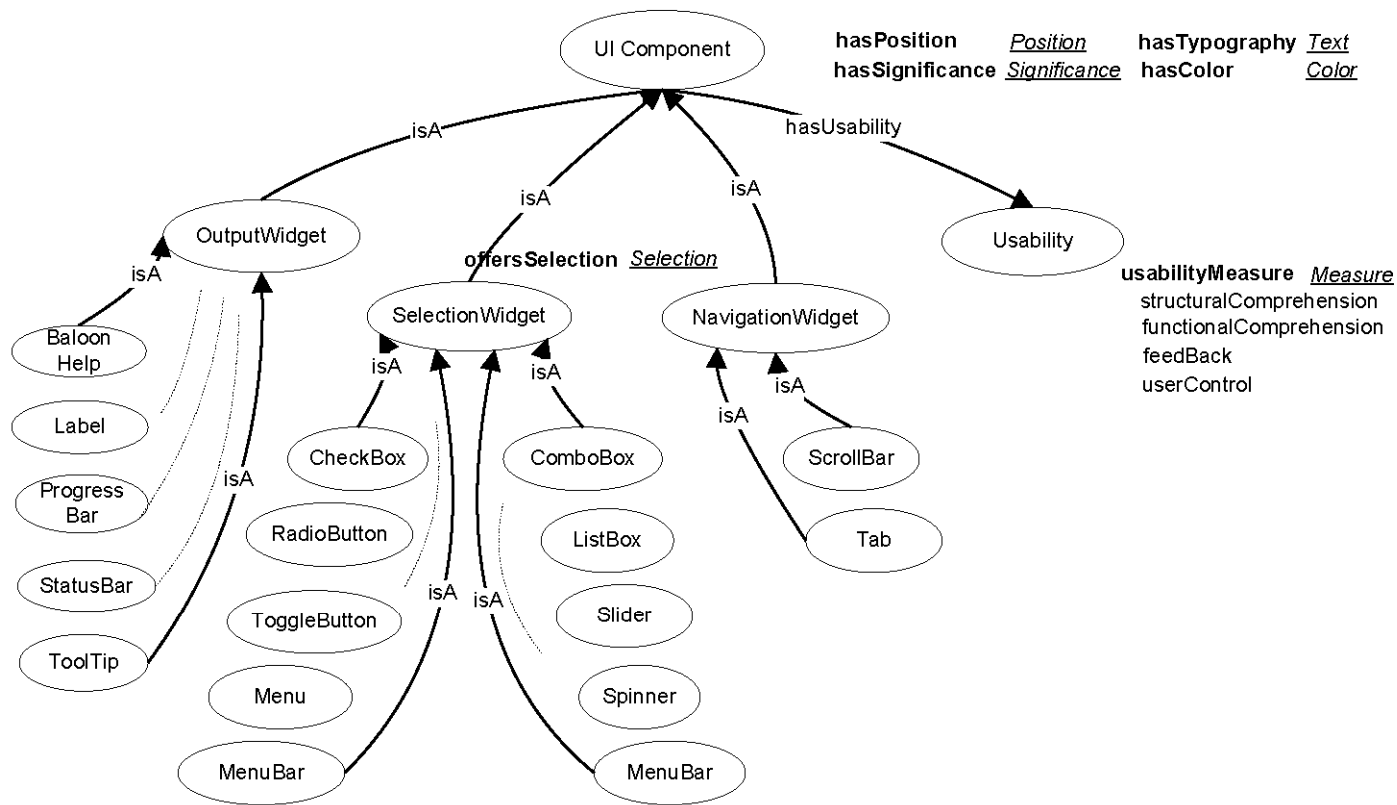 UI Component
hasPosition Position hasTypography Text
hasSignificance Significance hasColor Color
isA
hasUsability
isA
isA
OutputWidget
Usability
offersSelection Selection
isA
usabilityMeasure Measure
structuralComprehension
functionalComprehension
feedBack
userControl
SelectionWidget
NavigationWidget
Baloon
Help
isA
isA
isA
isA
Label
CheckBox
ComboBox
ScrollBar
isA
Progress
Bar
RadioButton
ListBox
Tab
StatusBar
isA
isA
ToggleButton
Slider
ToolTip
Menu
Spinner
MenuBar
MenuBar